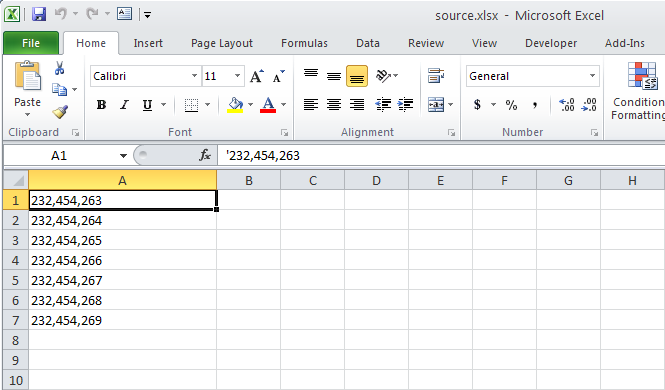 source.xlsx - Microsoft Excel
File Home Insert Page Layout Formulas Data Review View Developer Add-Ins
Calibri 11 A A General
Paste B I U A a $ % , .0 .00 .00 .0 Condition
Formatting
Clipboard Font Alignment Number
A1 fx '232,454,263
A B C D E F G H
1 232,454,263
2 232,454,264
3 232,454,265
4 232,454,266
5 232,454,267
6 232,454,268
7 232,454,269
8
9
10